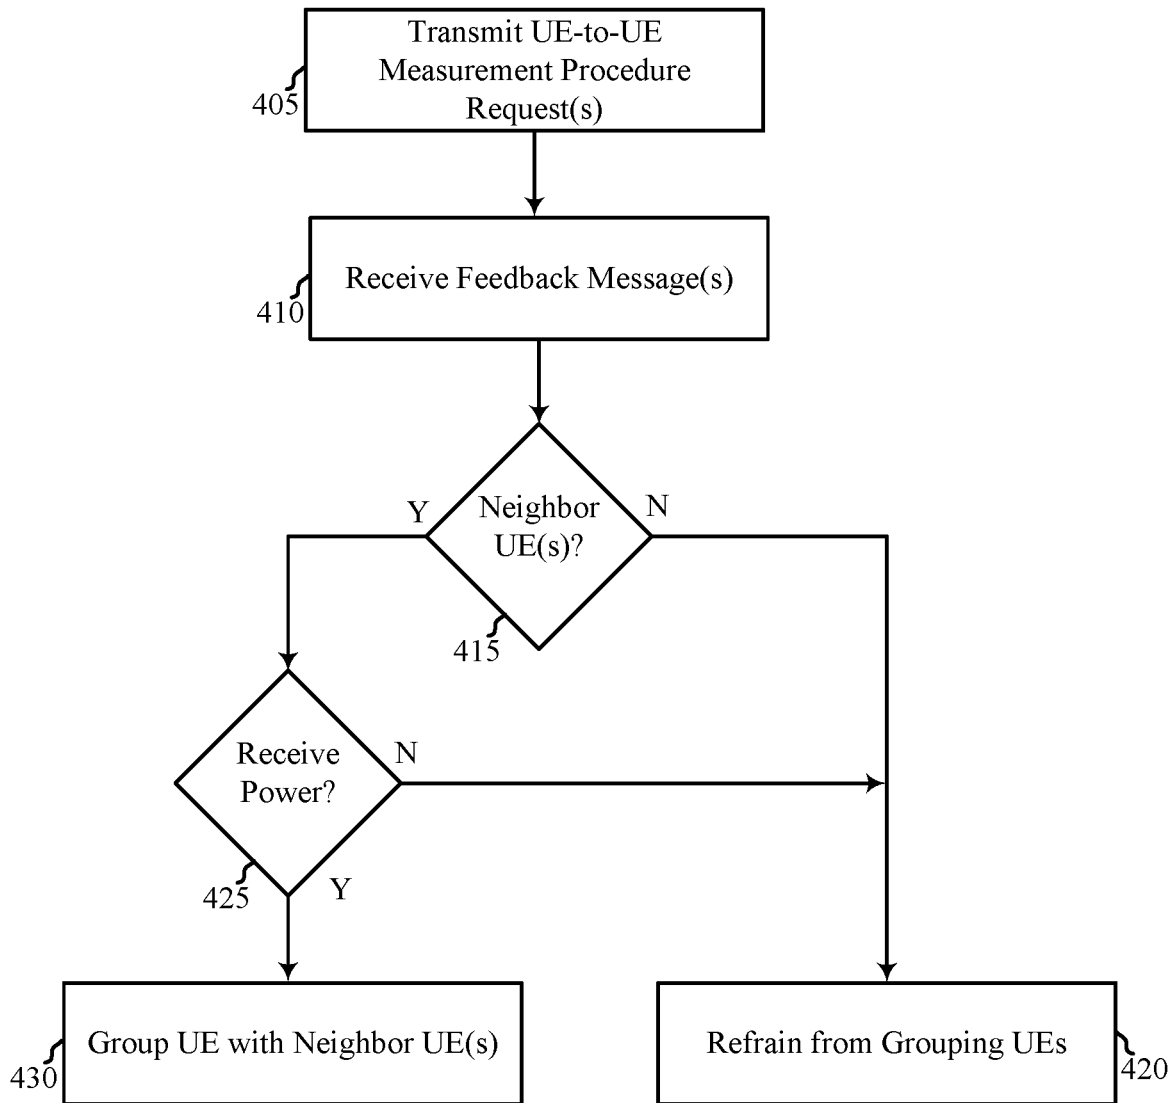 Transmit UE-to-UE
Measurement Procedure
Request(s)
405
Receive Feedback Message(s)
410
Neighbor
UE(s)?
Y
N
415
Receive
Power?
N
425
Y
Group UE with Neighbor UE(s)
430
Refrain from Grouping UEs
420